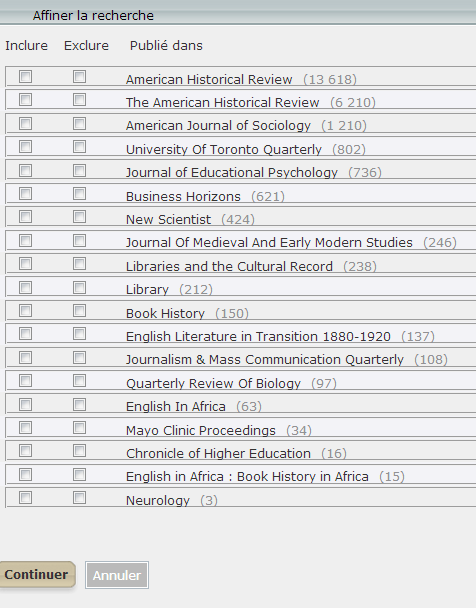 Affiner la recherche
Inclure Exclure Publié dans
American Historical Review (13 618)
The American Historical Review (6 210)
American Journal of Sociology (1 210)
University Of Toronto Quarterly (802)
Journal of Educational Psychology (736)
Business Horizons (621)
New Scientist (424)
Journal Of Medieval And Early Modern Studies (246)
Libraries and the Cultural Record (238)
Library (212)
Book History (150)
English Literature in Transition 1880-1920 (137)
Journalism & Mass Communication Quarterly (108)
Quarterly Review Of Biology (97)
English In Africa (63)
Mayo Clinic Proceedings (34)
Chronicle of Higher Education (16)
English in Africa : Book History in Africa (15)
Neurology (3)
Continuer Annuler